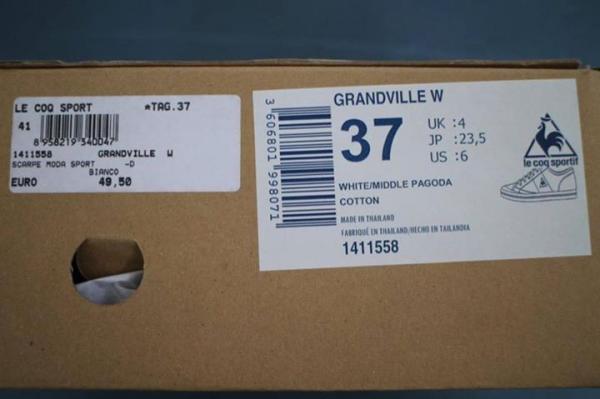 LE COQ SPORT *TAG.37
41
8 958219 340047
1411558 GRANDVILLE W
SCARPE MODA SPORT -D
BIANCO
EURO 49,50
3 606801 998071
GRANDVILLE W
37
UK :4
JP :23,5
US :6
WHITE/MIDDLE PAGODA
COTTON
MADE IN THAILAND
FABRIQUÉ EN THAILAND/HECHO EN TAILANDIA
1411558
le coq sportif